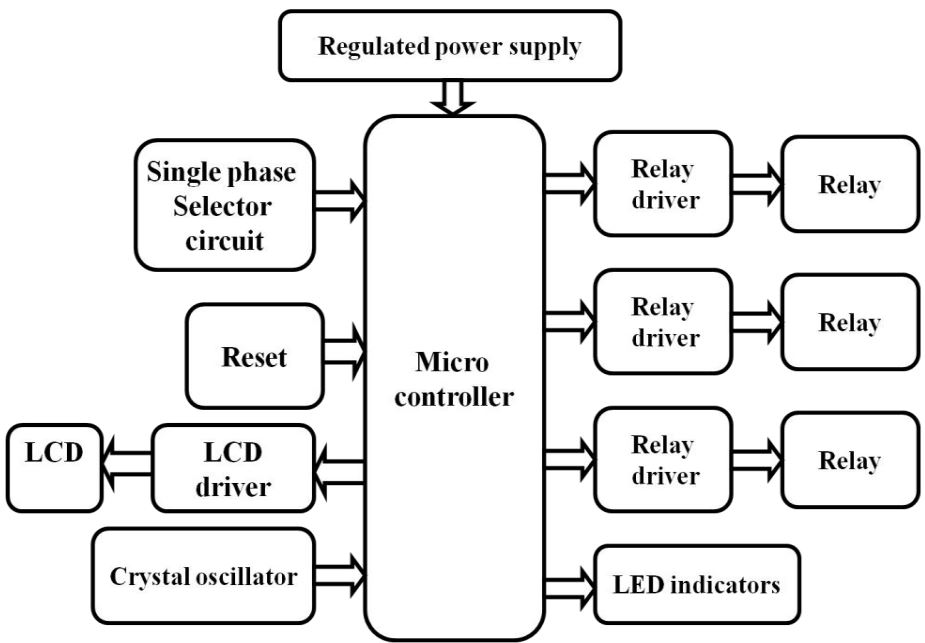 Regulated power supply
Single phase
Selector
circuit
Relay
driver
Relay
Reset
Micro
controller
Relay
driver
Relay
LCD
LCD
driver
Relay
driver
Relay
Crystal oscillator
LED indicators